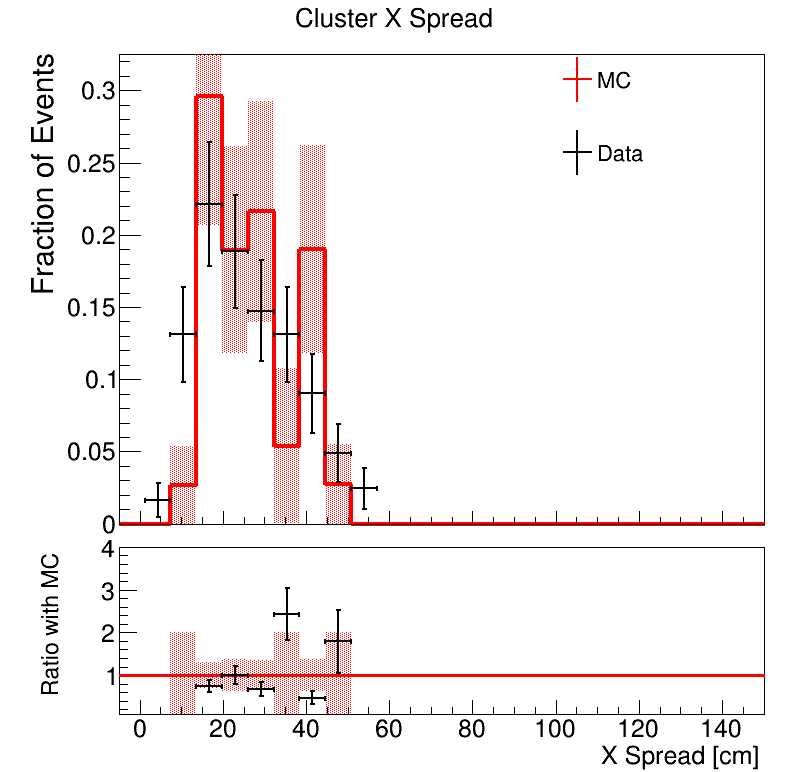 Cluster X Spread
Fraction of Events
0.3
0.25
0.2
0.15
0.1
0.05
0
MC
Data
Ratio with MC
4
3
2
1
0 20 40 60 80 100 120 140
X Spread [cm]